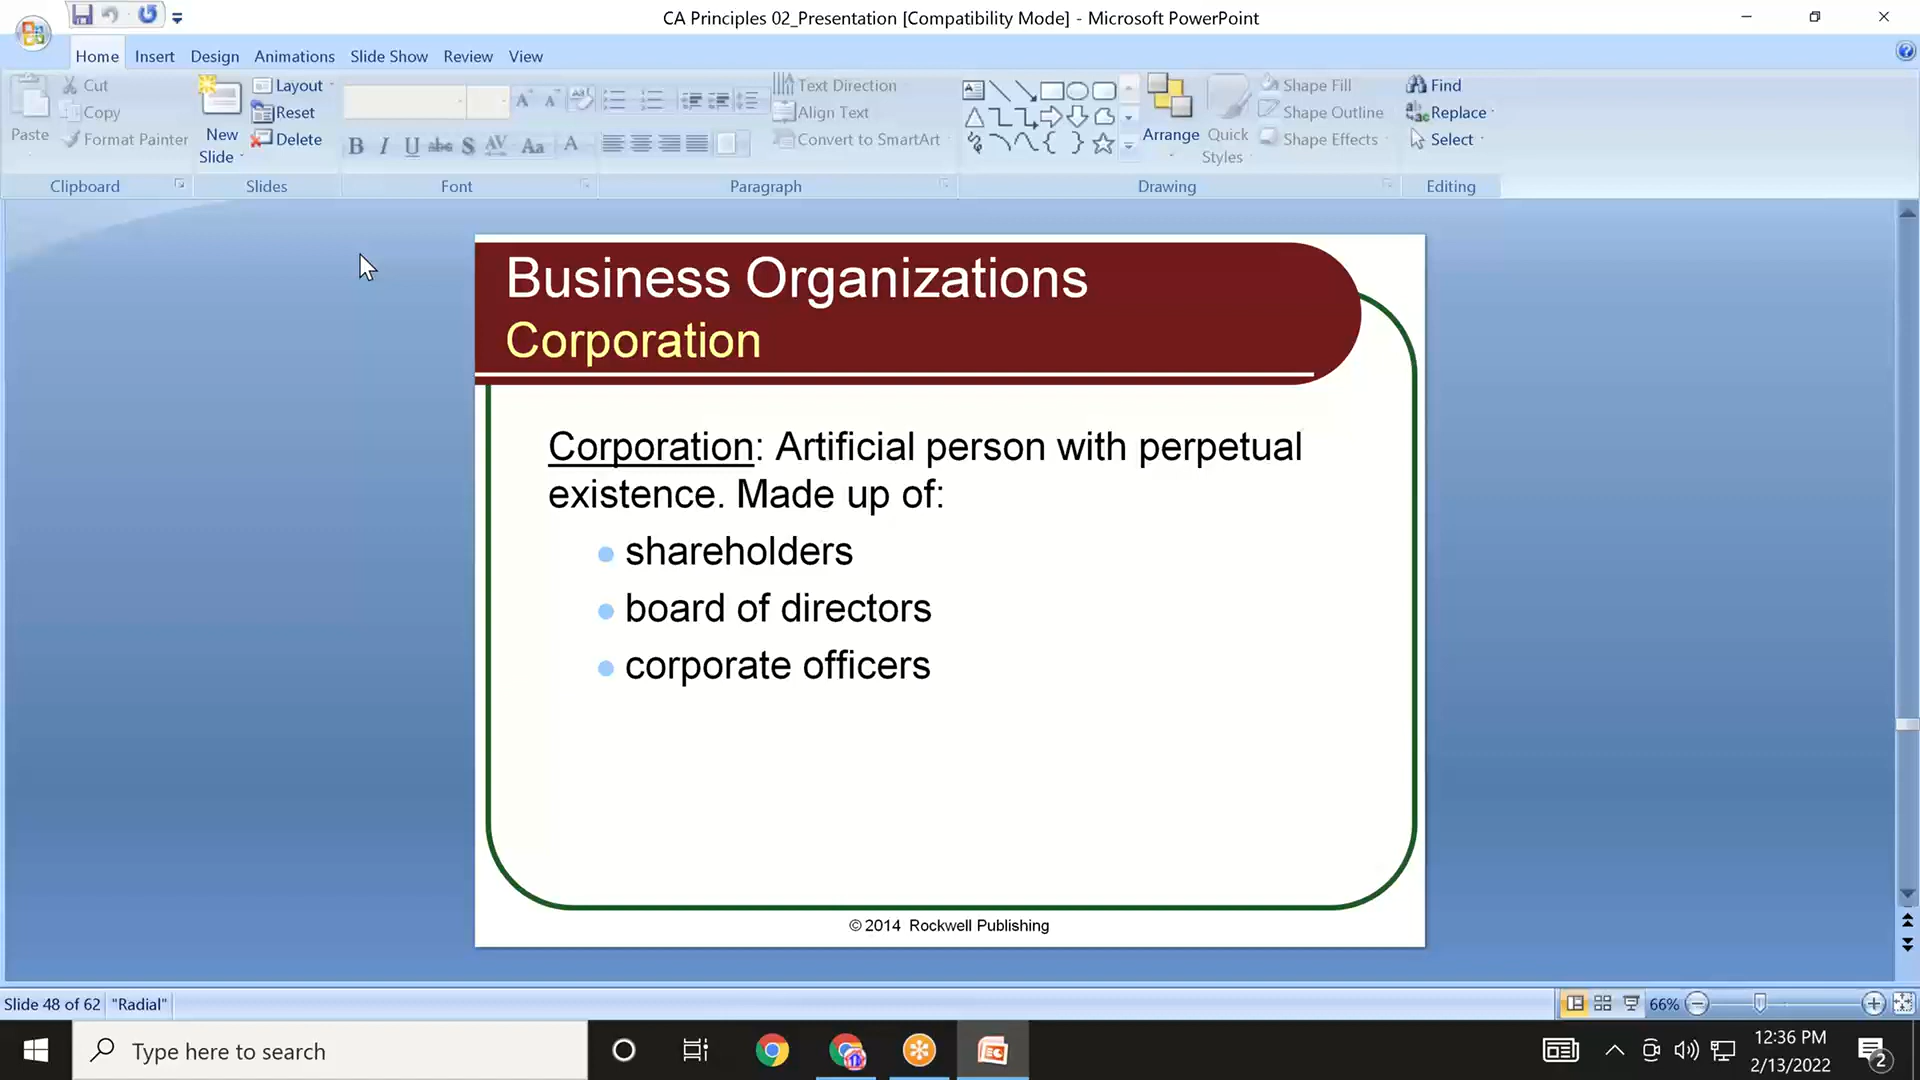 CA Principles 02_Presentation [Compatibility Mode] - Microsoft PowerPoint
Home Insert Design Animations Slide Show Review View
Paste
Cut
Copy
Format Painter
Clipboard
New
Slide
Layout
Reset
Delete
Slides
B I U abc S AV Aa A
Font
Text Direction
Align Text
Convert to SmartArt
Paragraph
Arrange
Quick
Styles
Shape Fill
Shape Outline
Shape Effects
Drawing
Find
Replace
Select
Editing
Business Organizations
Corporation
Corporation: Artificial person with perpetual
existence. Made up of:
shareholders
board of directors
corporate officers
© 2014 Rockwell Publishing
Slide 48 of 62 "Radial"
66%
Type here to search
12:36 PM
2/13/2022
2